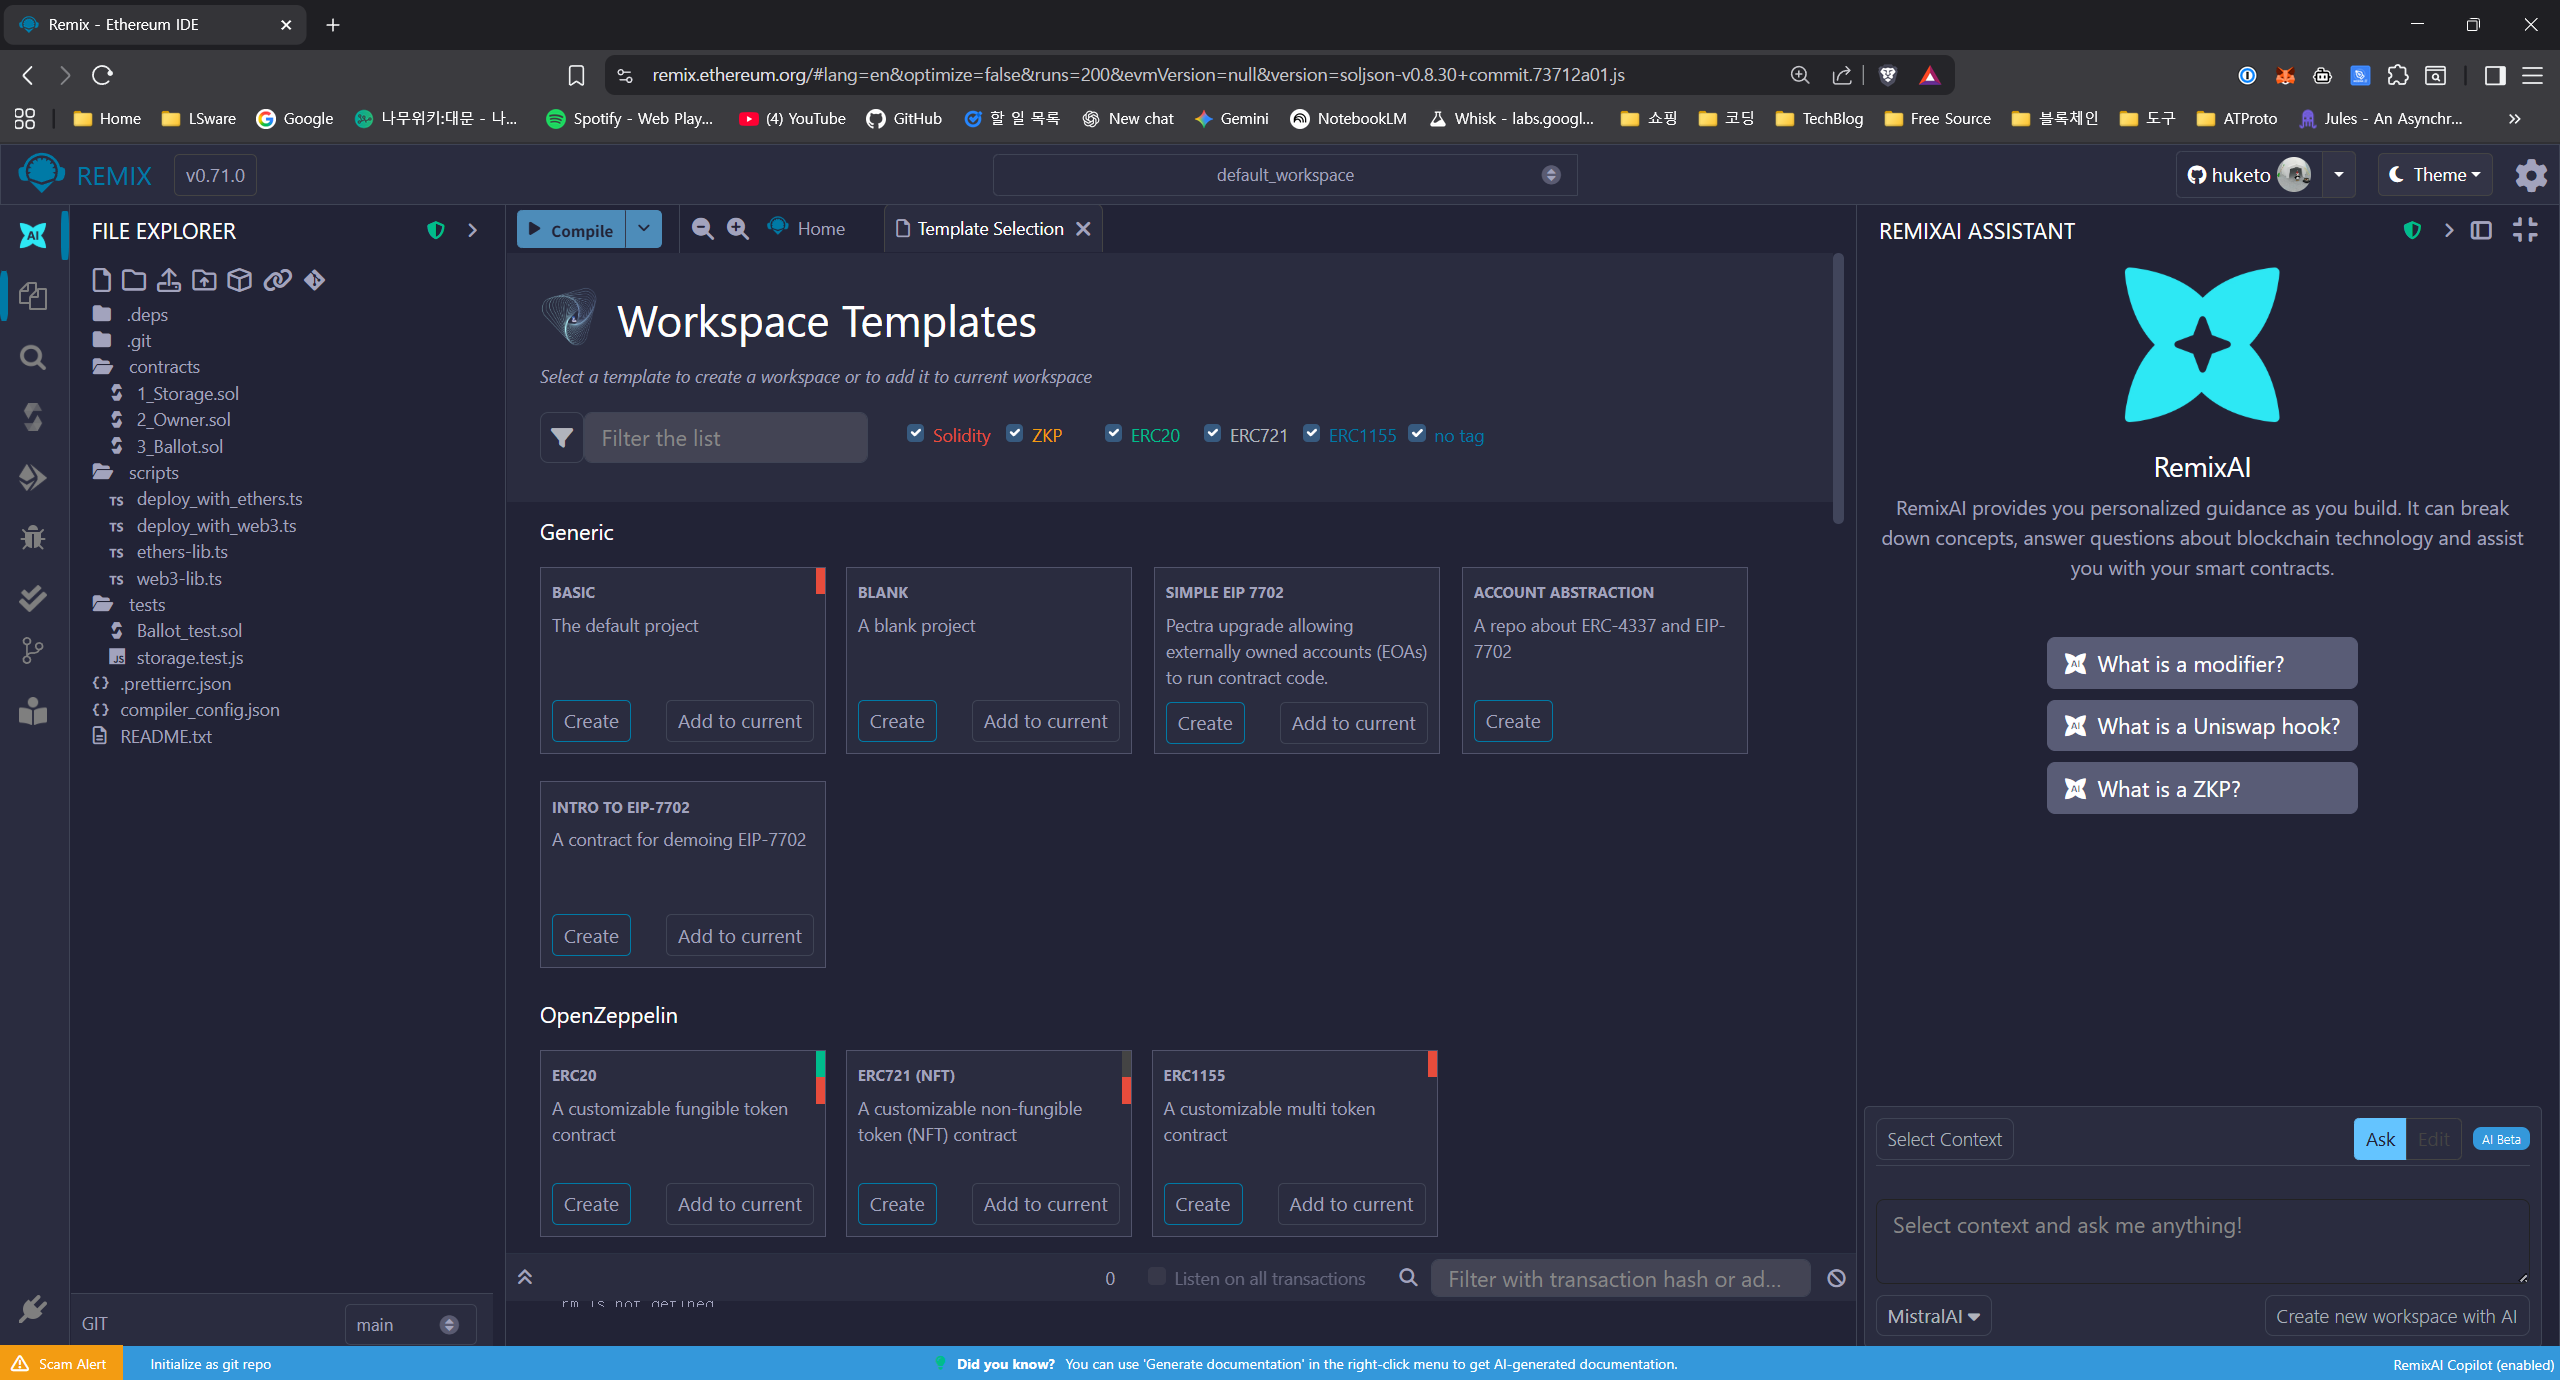 Remix - Ethereum IDE
remix.ethereum.org/#lang=en&optimize=false&runs=200&evmVersion=null&version=soljson-v0.8.30+commit.73712a01.js
Home LSware Google 나무위키:대문 - 나... Spotify - Web Play... (4) YouTube GitHub 할 일 목록 New chat Gemini NotebookLM Whisk - labs.googl... 쇼핑 코딩 TechBlog Free Source 블록체인 도구 ATProto Jules - An Asynchr...
REMIX v0.71.0 default_workspace huketo Theme
FILE EXPLORER
.deps
.git
contracts
1_Storage.sol
2_Owner.sol
3_Ballot.sol
scripts
TS deploy_with_ethers.ts
TS deploy_with_web3.ts
TS ethers-lib.ts
TS web3-lib.ts
tests
Ballot_test.sol
JS storage.test.js
{} .prettierrc.json
{} compiler_config.json
README.txt
GIT main
Compile Home Template Selection
Workspace Templates
Select a template to create a workspace or to add it to current workspace
Filter the list Solidity ZKP ERC20 ERC721 ERC1155 no tag
Generic
BASIC
The default project
Create Add to current
BLANK
A blank project
Create Add to current
SIMPLE EIP 7702
Pectra upgrade allowing
externally owned accounts (EOAs)
to run contract code.
Create Add to current
ACCOUNT ABSTRACTION
A repo about ERC-4337 and EIP-
7702
Create
INTRO TO EIP-7702
A contract for demoing EIP-7702
Create Add to current
OpenZeppelin
ERC20
A customizable fungible token
contract
Create Add to current
ERC721 (NFT)
A customizable non-fungible
token (NFT) contract
Create Add to current
ERC1155
A customizable multi token
contract
Create Add to current
0 Listen on all transactions Filter with transaction hash or ad...
rm is not defined
REMIXAI ASSISTANT
RemixAI
RemixAI provides you personalized guidance as you build. It can break
down concepts, answer questions about blockchain technology and assist
you with your smart contracts.
AI What is a modifier?
AI What is a Uniswap hook?
AI What is a ZKP?
Select Context Ask Edit AI Beta
Select context and ask me anything!
MistralAI Create new workspace with AI
Scam Alert Initialize as git repo Did you know? You can use 'Generate documentation' in the right-click menu to get AI-generated documentation. RemixAI Copilot (enabled)